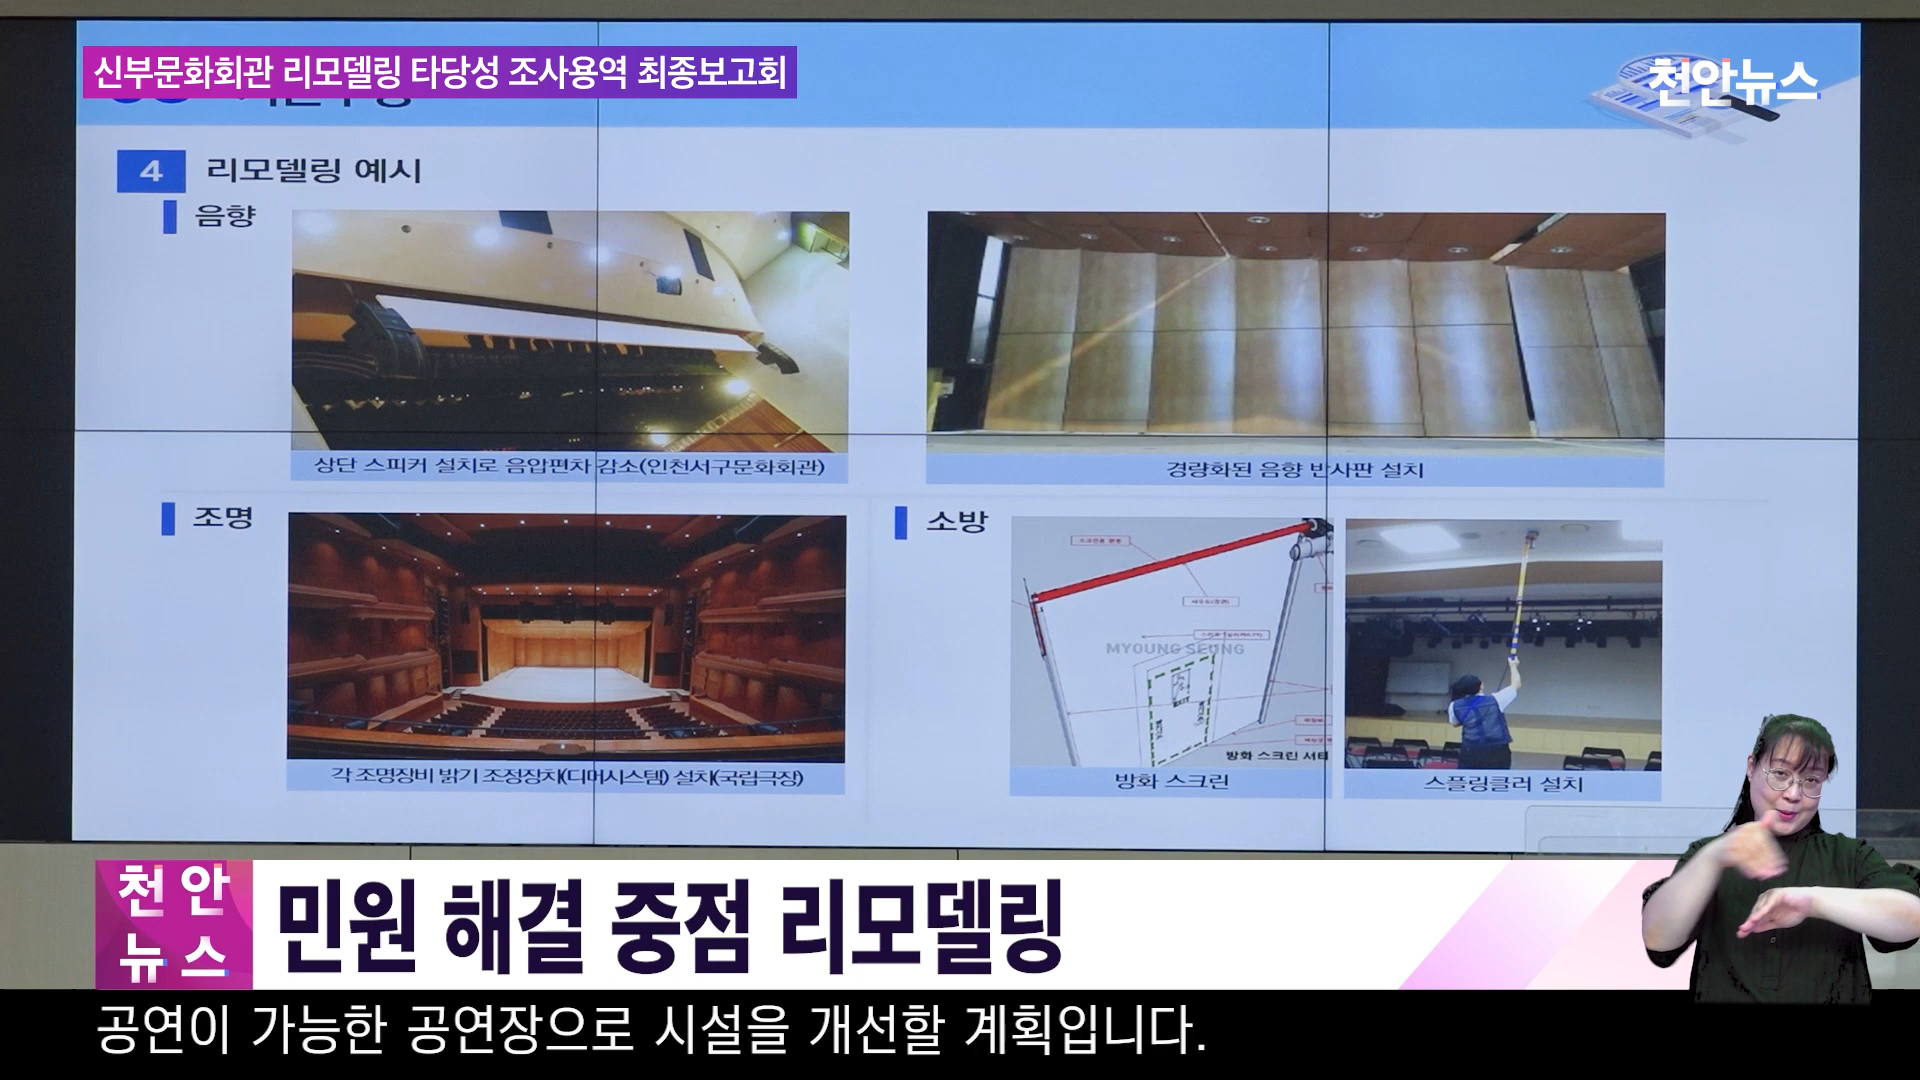 신부문화회관 리모델링 타당성 조사용역 최종보고회
천안뉴스
4 리모델링 예시
음향
상단 스피커 설치로 음압편차 감소(인천서구문화회관)
경량화된 음향 반사판 설치
조명
소방
MYOUNG SEUNG
방화 스크린 셔터
각 조명장비 밝기 조정장치(디머시스템) 설치(국립극장)
방화 스크린
스플링클러 설치
천안
뉴스
민원 해결 중점 리모델링
공연이 가능한 공연장으로 시설을 개선할 계획입니다.